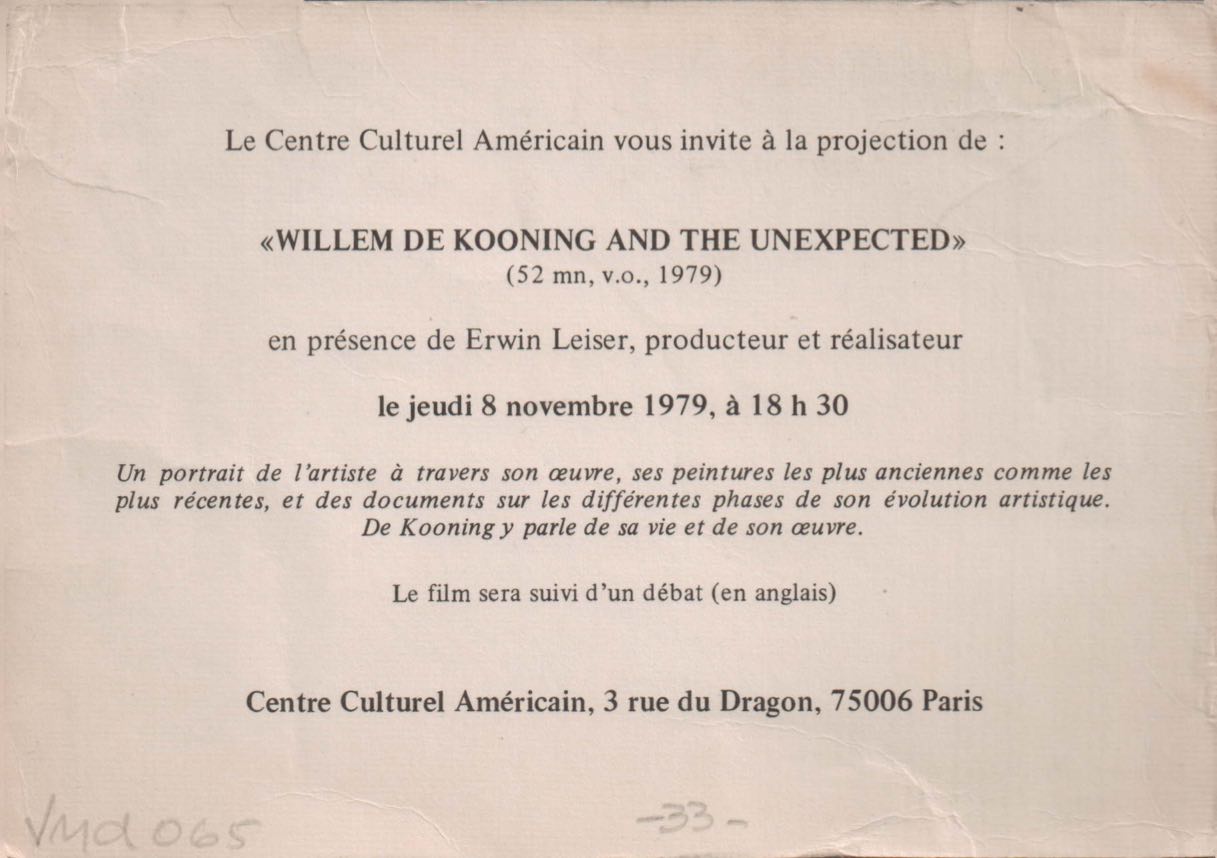 Le Centre Culturel Américain vous invite à la projection de :
«WILLEM DE KOONING AND THE UNEXPECTED»
(52 mn, v.o., 1979)
en présence de Erwin Leiser, producteur et réalisateur
le jeudi 8 novembre 1979, à 18 h 30
Un portrait de l'artiste à travers son œuvre, ses peintures les plus anciennes comme les
plus récentes, et des documents sur les différentes phases de son évolution artistique.
De Kooning y parle de sa vie et de son œuvre.
Le film sera suivi d'un débat (en anglais)
Centre Culturel Américain, 3 rue du Dragon, 75006 Paris
065
-33-